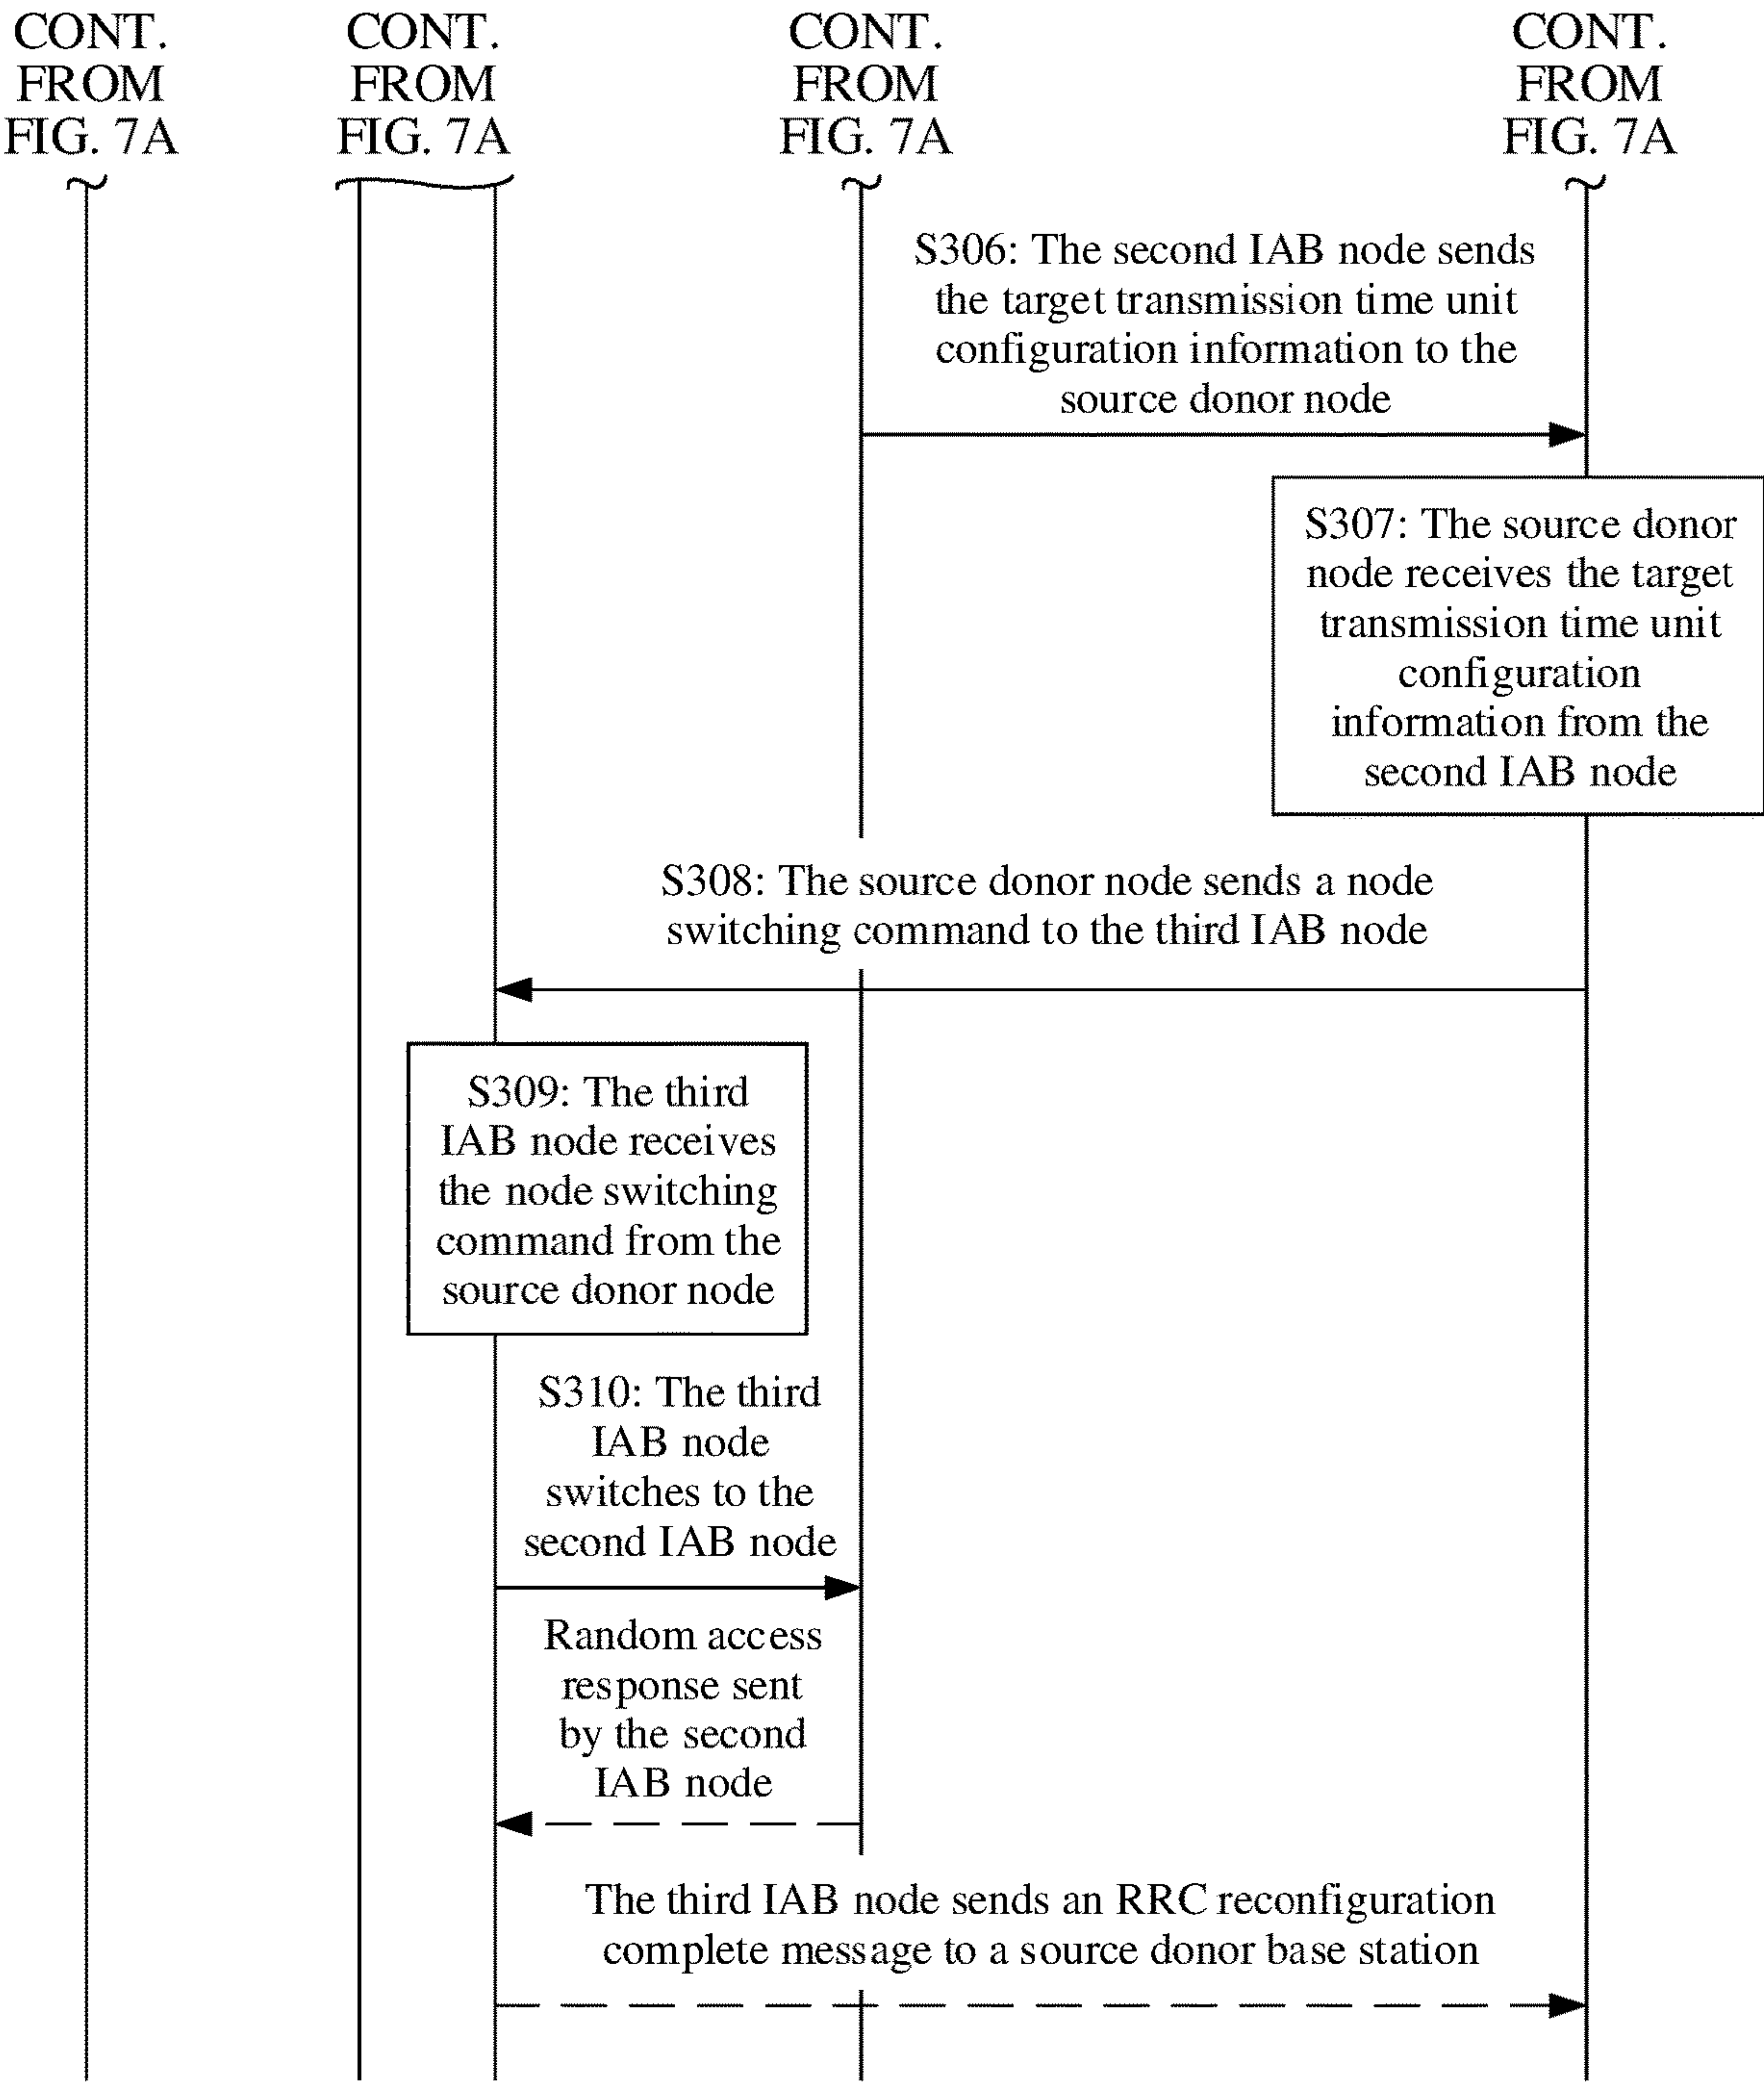 CONT.
FROM
FIG. 7A
CONT.
FROM
FIG. 7A
CONT.
FROM
FIG. 7A
CONT.
FROM
FIG. 7A
S306: The second IAB node sends
the target transmission time unit
configuration information to the
source donor node
S307: The source donor
node receives the target
transmission time unit
configuration
information from the
second IAB node
S308: The source donor node sends a node
switching command to the third IAB node
S309: The third
IAB node receives
the node switching
command from the
source donor node
S310: The third
IAB node
switches to the
second IAB node
Random access
response sent
by the second
IAB node
The third IAB node sends an RRC reconfiguration
complete message to a source donor base station